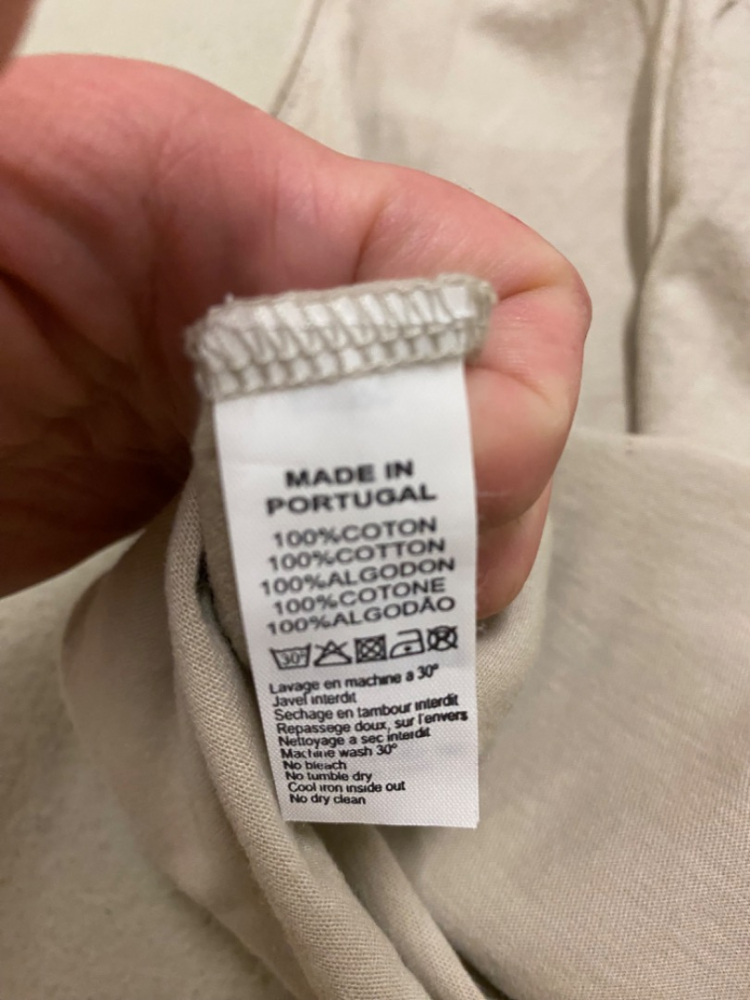 MADE IN
PORTUGAL
100%COTON
100%COTTON
100%ALGODON
100%COTONE
100%ALGODÃO
30°
Lavage en machine a 30°
Javel interdit
Sechage en tambour interdit
Repassege doux, sur l'envers
Nettoyage a sec interdit
Machine wash 30°
No bleach
No tumble dry
Cool iron inside out
No dry clean